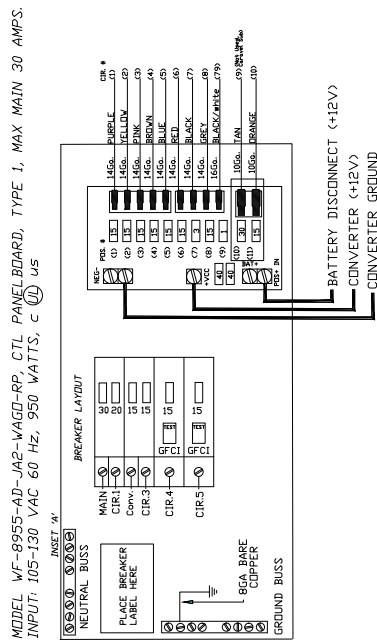 MODEL WF-8955-AD-JA2-WAGO-RP, CTL PANELBOARD, TYPE 1, MAX MAIN 30 AMPS.
INPUT: 105-130 VAC 60 Hz, 950 WATTS, c UL us
INSET 'A'
NEUTRAL BUSS
PLACE BREAKER
LABEL HERE
GROUND BUSS
8GA BARE
COPPER
BREAKER LAYOUT
MAIN 30
CIR.1 20
Conv. 15
CIR.3 15
CIR.4 GFCI TEST 15
CIR.5 GFCI TEST 15
NEG-
+VCC
40
40
BAT+
POS+ IN
POS. # CIR. #
(1) 15 14Ga. PURPLE (1)
(2) 15 14Ga. YELLOW (2)
(3) 15 14Ga. PINK (3)
(4) 15 14Ga. BROWN (4)
(5) 15 14Ga. BLUE (5)
(6) 15 14Ga. RED (6)
(7) 3 14Ga. BLACK (7)
(8) 15 14Ga. GREY (8)
(9) 1 16Ga. BLACK/white (79)
(10) 30 10Ga. TAN (9) (Not Used
(11) 15 10Ga. ORANGE (10)
BATTERY DISCONNECT (+12V)
CONVERTER (+12V)
CONVERTER GROUND